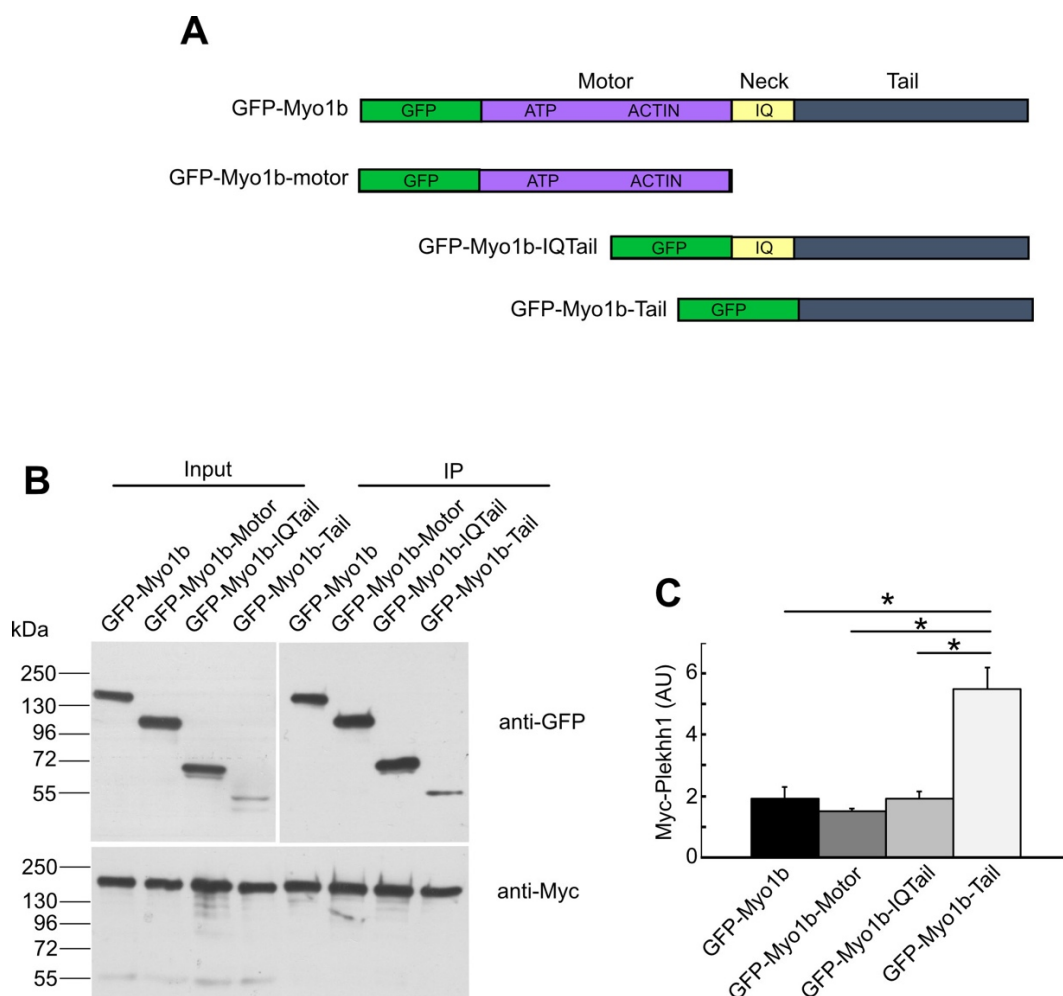 A
Motor Neck Tail
GFP-Myo1b
GFP ATP ACTIN IQ
GFP-Myo1b-motor
GFP ATP ACTIN
GFP-Myo1b-IQTail
GFP IQ
GFP-Myo1b-Tail
GFP
B
Input IP
GFP-Myo1b
GFP-Myo1b-Motor
GFP-Myo1b-IQTail
GFP-Myo1b-Tail
GFP-Myo1b
GFP-Myo1b-Motor
GFP-Myo1b-IQTail
GFP-Myo1b-Tail
kDa
250
130
96
72
55
anti-GFP
250
130
96
72
55
anti-Myc
C
*
*
*
Myc-Plekhh1 (AU)
6
4
2
0
GFP-Myo1b
GFP-Myo1b-Motor
GFP-Myo1b-IQTail
GFP-Myo1b-Tail